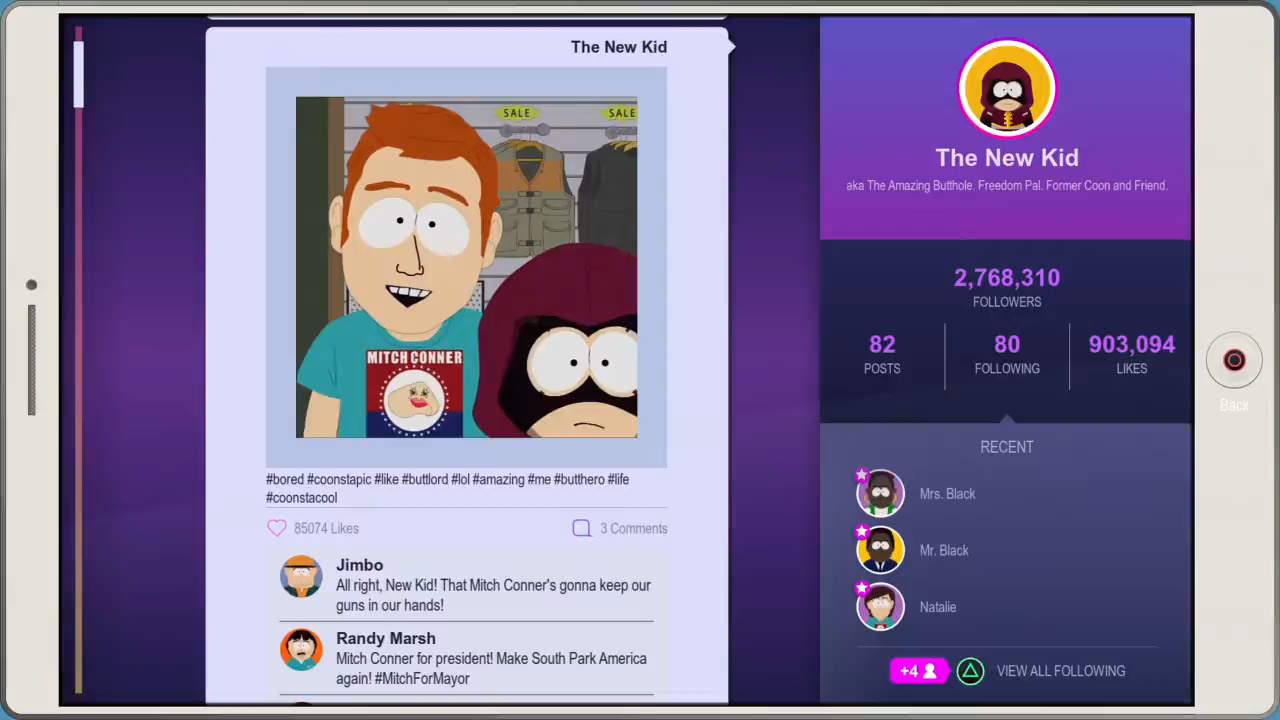 The New Kid
SALE
SALE
MITCH CONNER
#bored #coonstapic #like #buttlord #lol #amazing #me #butthero #life
#coonstacool
85074 Likes
3 Comments
Jimbo
All right, New Kid! That Mitch Conner's gonna keep our
guns in our hands!
Randy Marsh
Mitch Conner for president! Make South Park America
again! #MitchForMayor
The New Kid
aka The Amazing Butthole. Freedom Pal. Former Coon and Friend.
2,768,310
FOLLOWERS
82
POSTS
80
FOLLOWING
903,094
LIKES
RECENT
Mrs. Black
Mr. Black
Natalie
+4
VIEW ALL FOLLOWING
Back